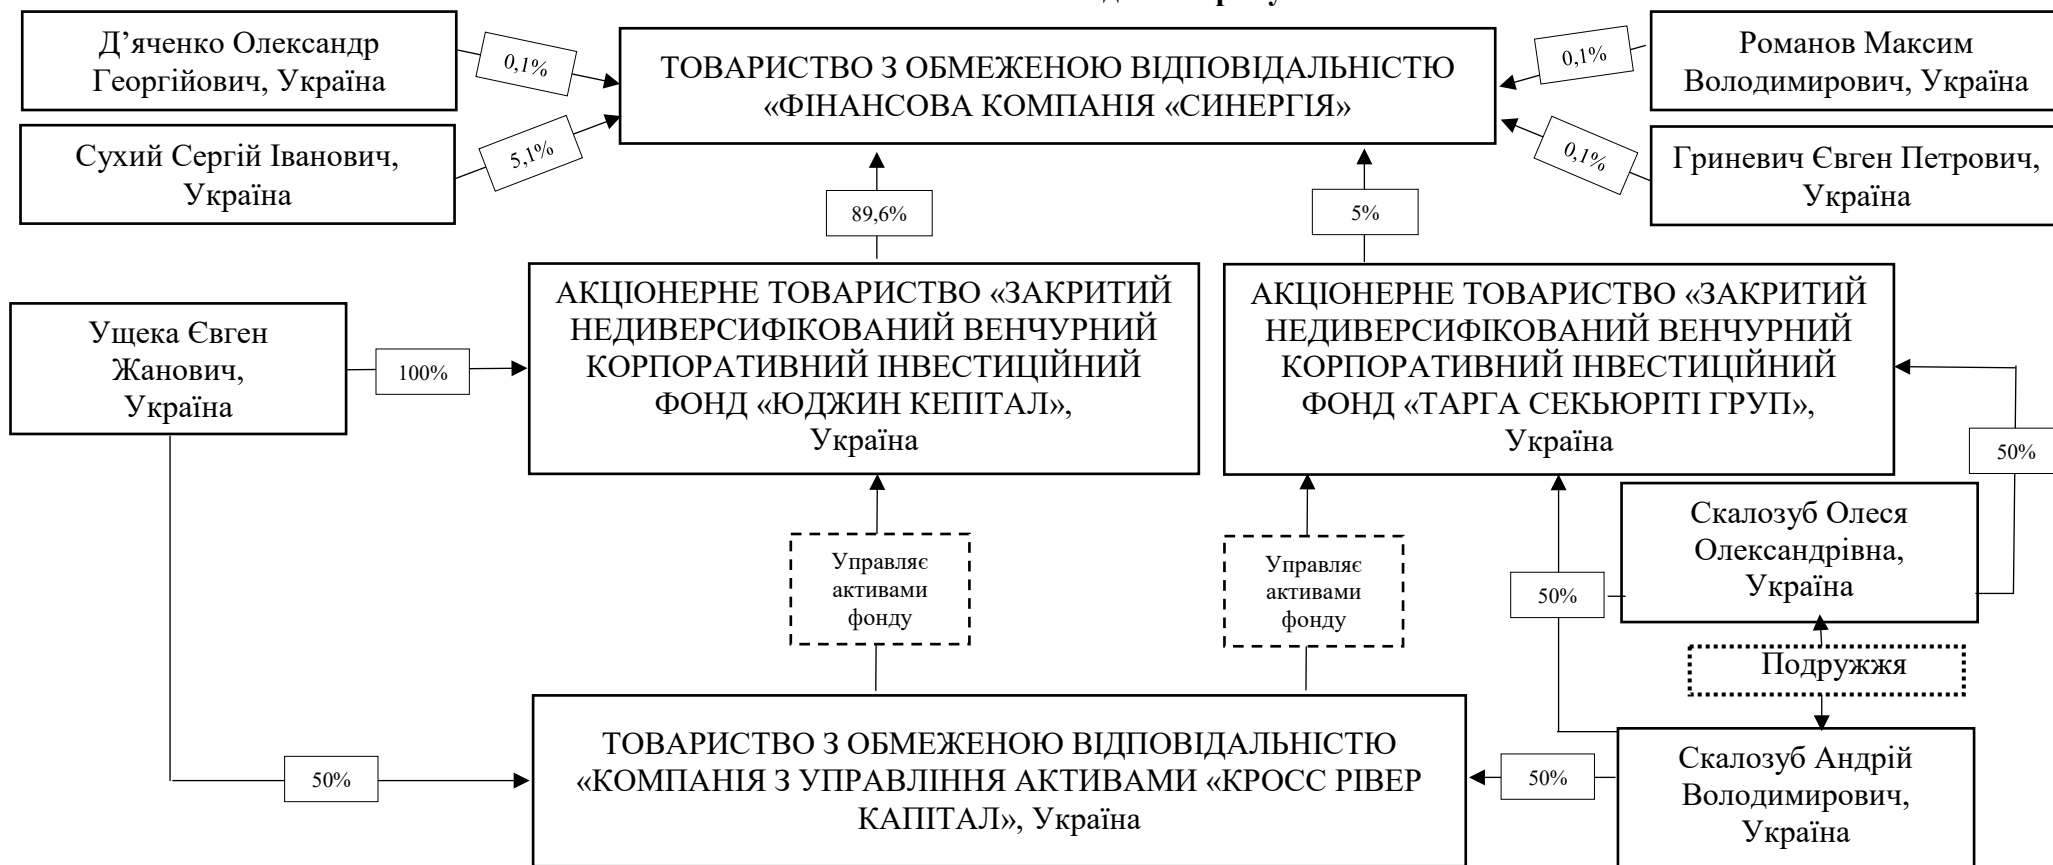 Д’яченко Олександр
Георгійович, Україна
0,1%
ТОВАРИСТВО З ОБМЕЖЕНОЮ ВІДПОВІДАЛЬНІСТЮ
«ФІНАНСОВА КОМПАНІЯ «СИНЕРГІЯ»
0,1%
Романов Максим
Володимирович, Україна
Сухий Сергій Іванович,
Україна
5,1%
0,1%
Гриневич Євген Петрович,
Україна
89,6%
5%
Ущека Євген
Жанович,
Україна
100%
АКЦІОНЕРНЕ ТОВАРИСТВО «ЗАКРИТИЙ
НЕДИВЕРСИФІКОВАНИЙ ВЕНЧУРНИЙ
КОРПОРАТИВНИЙ ІНВЕСТИЦІЙНИЙ
ФОНД «ЮДЖИН КЕПІТАЛ»,
Україна
АКЦІОНЕРНЕ ТОВАРИСТВО «ЗАКРИТИЙ
НЕДИВЕРСИФІКОВАНИЙ ВЕНЧУРНИЙ
КОРПОРАТИВНИЙ ІНВЕСТИЦІЙНИЙ
ФОНД «ТАРГА СЕКЬЮРІТІ ГРУП»,
Україна
50%
Управляє
активами
фонду
Управляє
активами
фонду
50%
Скалозуб Олеся
Олександрівна,
Україна
Подружжя
50%
ТОВАРИСТВО З ОБМЕЖЕНОЮ ВІДПОВІДАЛЬНІСТЮ
«КОМПАНІЯ З УПРАВЛІННЯ АКТИВАМИ «КРОСС РІВЕР
КАПІТАЛ», Україна
50%
Скалозуб Андрій
Володимирович,
Україна